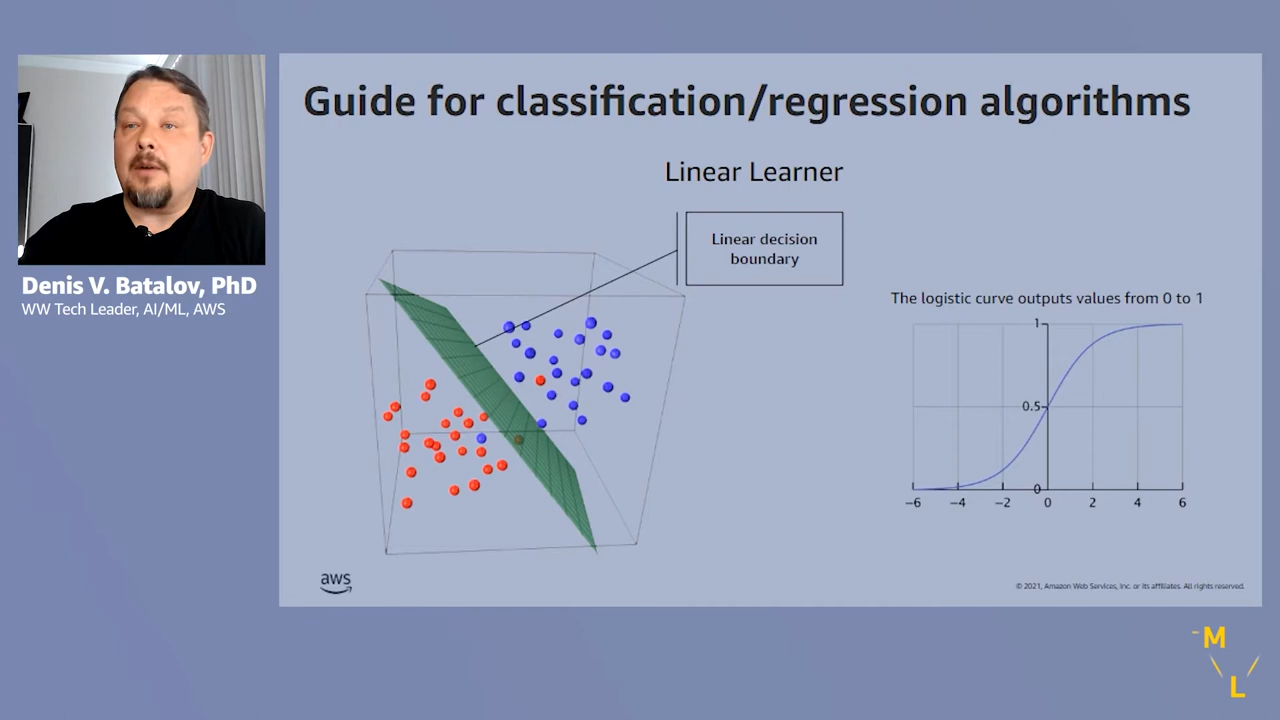 Guide for classification/regression algorithms
Linear Learner
Linear decision
boundary
The logistic curve outputs values from 0 to 1
1
0.5
0
−6 −4 −2 0 2 4 6
Denis V. Batalov, PhD
WW Tech Leader, AI/ML, AWS
aws
© 2021, Amazon Web Services, Inc. or its affiliates. All rights reserved.
M
L